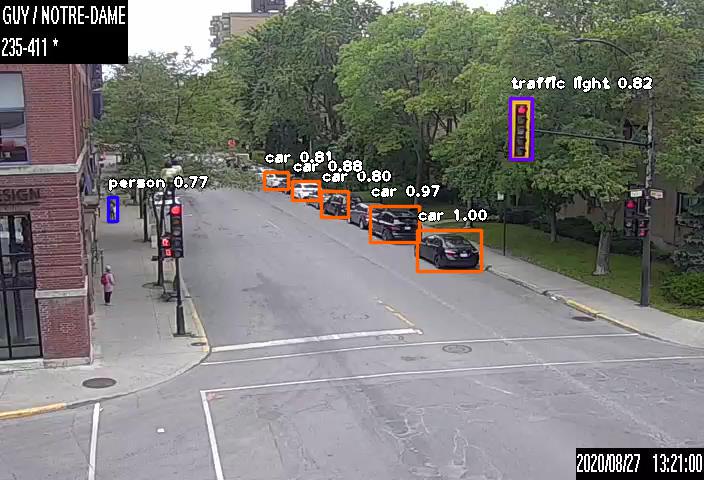 GUY / NOTRE-DAME
235-411 *
traffic light 0.82
car 0.81
car 0.88
car 0.80
person 0.77
car 0.97
car 1.00
SIGN
2020/08/27 13:21:00